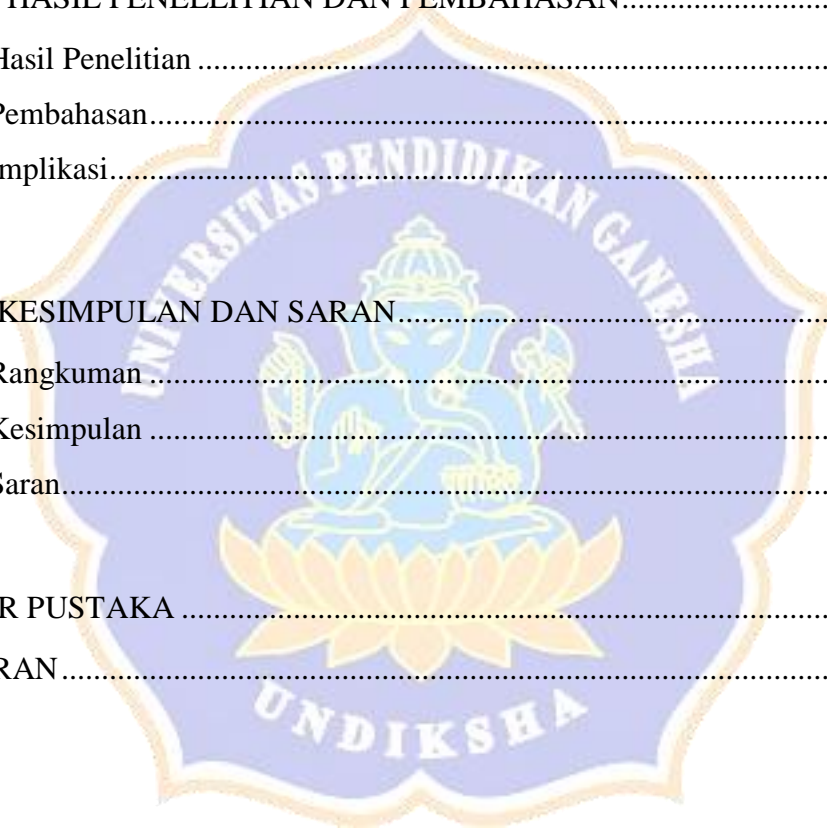 HASIL PENELITIAN DAN PEMBAHASAN........................
Hasil Penelitian ........................
Pembahasan........................
mplikasi........................
UNIVERSITAS PENDIDIKAN GANESHA
KESIMPULAN DAN SARAN........................
Rangkuman ........................
Kesimpulan ........................
Saran........................
R PUSTAKA ........................
RAN........................
UNDIKSHA